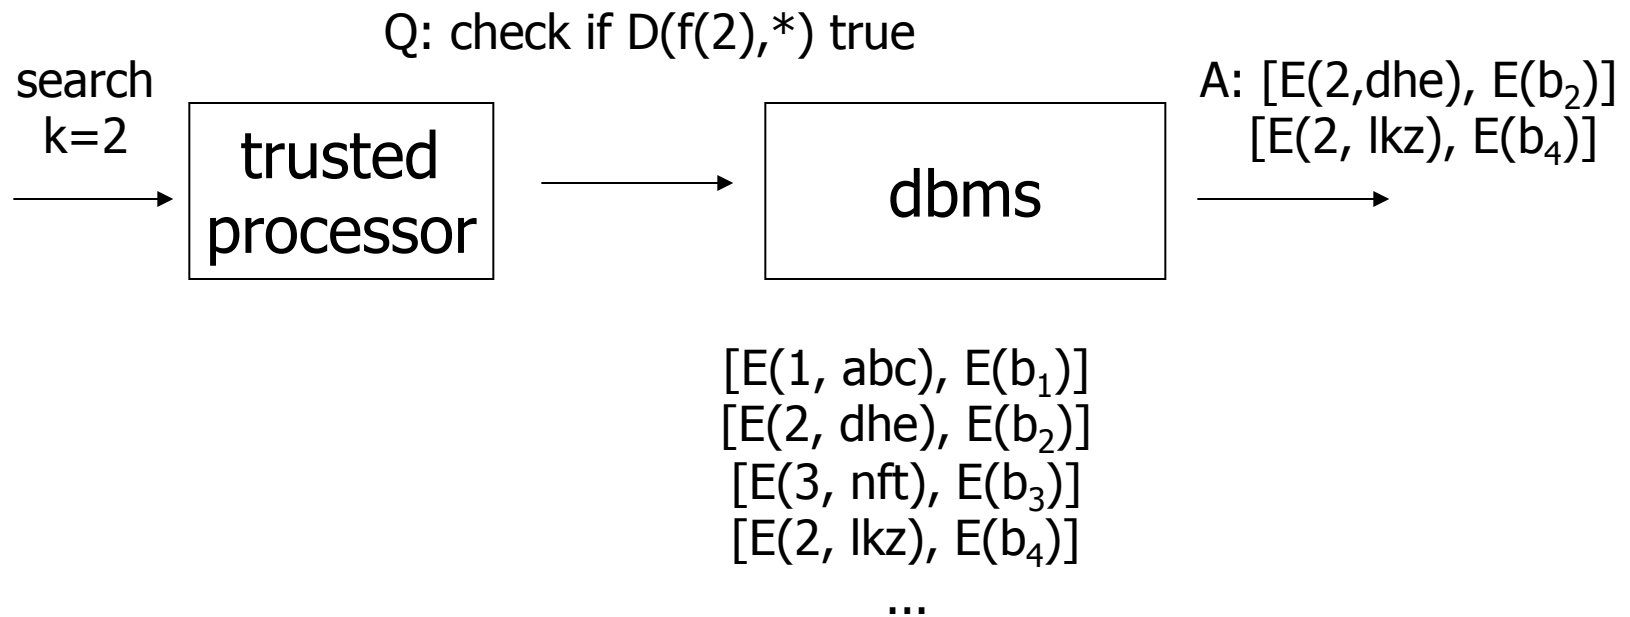 Q: check if D(f(2),*) true
search
k=2
trusted
processor
dbms
A: [E(2,dhe), E(b₂)]
[E(2, lkz), E(b₄)]
[E(1, abc), E(b₁)]
[E(2, dhe), E(b₂)]
[E(3, nft), E(b₃)]
[E(2, lkz), E(b₄)]
...